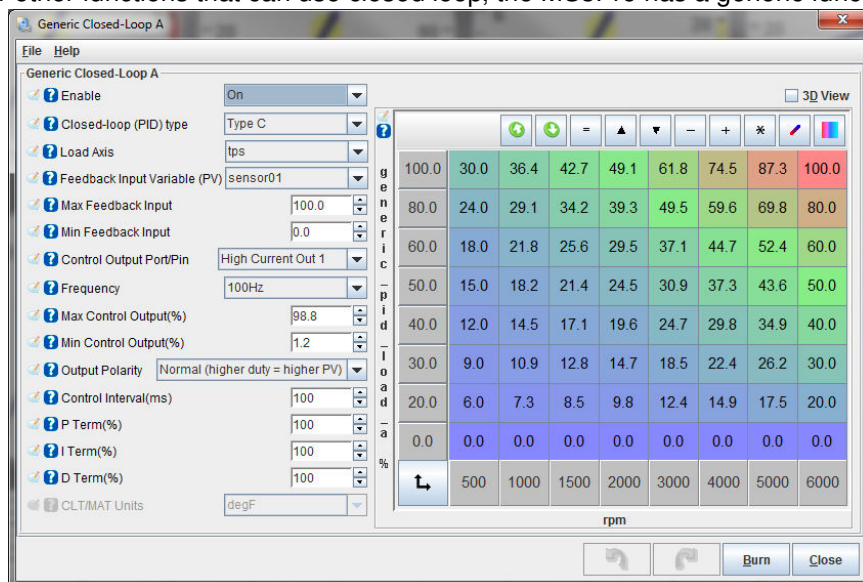 other functions that can use closed loop, the
has a generic
Generic Closed-Loop A
File Help
Generic Closed-Loop A
Enable On
3D View
Closed-loop (PID) type Type C
= - + *
Load Axis tps
Feedback Input Variable (PV) sensor01
Max Feedback Input 100.0
Min Feedback Input 0.0
Control Output Port/Pin High Current Out 1
Frequency 100Hz
Max Control Output(%) 98.8
Min Control Output(%) 1.2
Output Polarity Normal (higher duty = higher PV)
Control Interval(ms) 100
P Term(%) 100
I Term(%) 100
D Term(%) 100
CLT/MAT Units degF
generic_pid_load_a %
100.0 30.0 36.4 42.7 49.1 61.8 74.5 87.3 100.0
80.0 24.0 29.1 34.2 39.3 49.5 59.6 69.8 80.0
60.0 18.0 21.8 25.6 29.5 37.1 44.7 52.4 60.0
50.0 15.0 18.2 21.4 24.5 30.9 37.3 43.6 50.0
40.0 12.0 14.5 17.1 19.6 24.7 29.8 34.9 40.0
30.0 9.0 10.9 12.8 14.7 18.5 22.4 26.2 30.0
20.0 6.0 7.3 8.5 9.8 12.4 14.9 17.5 20.0
0.0 0.0 0.0 0.0 0.0 0.0 0.0 0.0 0.0
500 1000 1500 2000 3000 4000 5000 6000
rpm
Burn Close